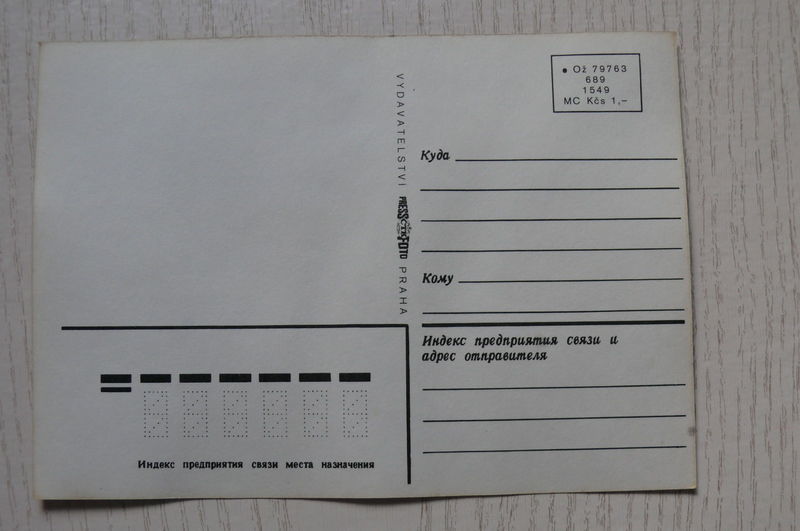 • Ož 79763
689
1549
MC Kčs 1,–
VYDAVATELSTVÍ PRESSFOTO PRAHA
ČTK
Куда
Кому
Индекс предприятия связи и
адрес отправителя
Индекс предприятия связи места назначения